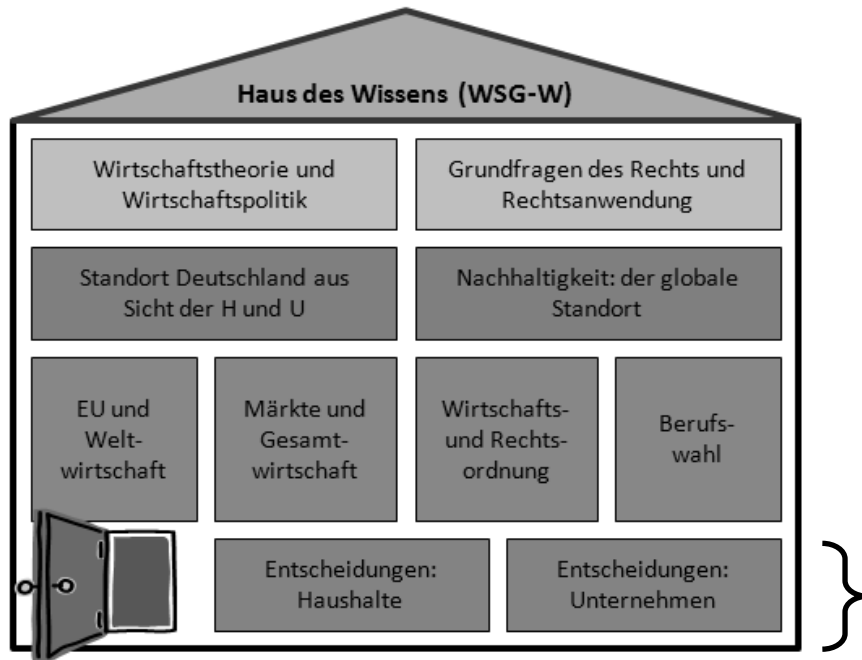 Haus des Wissens (WSG-W)
Wirtschaftstheorie und
Wirtschaftspolitik
Grundfragen des Rechts und
Rechtsanwendung
Standort Deutschland aus
Sicht der H und U
Nachhaltigkeit: der globale
Standort
EU und
Welt-
wirtschaft
Märkte und
Gesamt-
wirtschaft
Wirtschafts-
und Rechts-
ordnung
Berufs-
wahl
Entscheidungen:
Haushalte
Entscheidungen:
Unternehmen